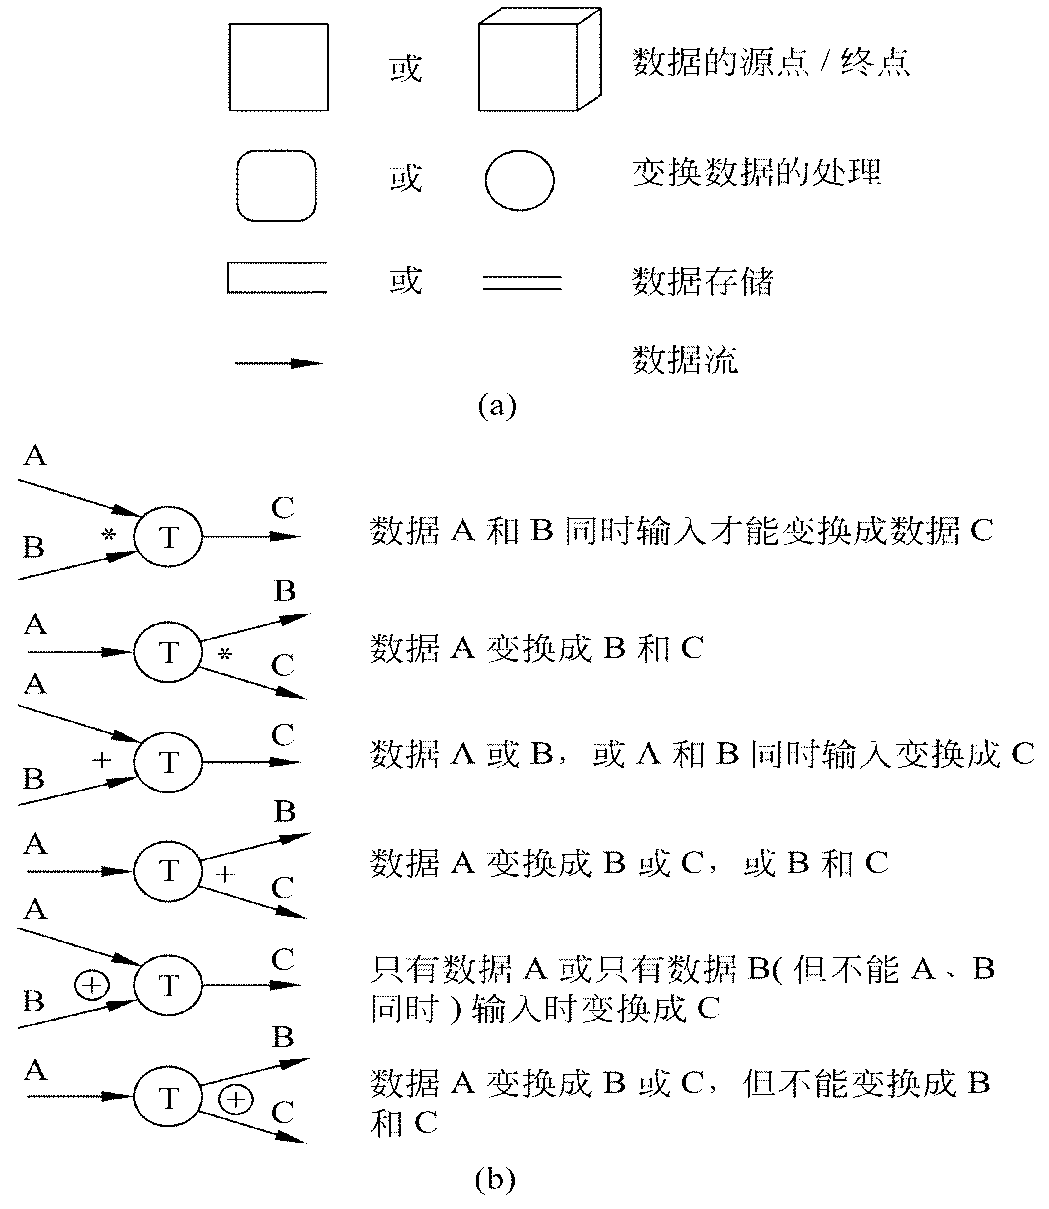 或 数据的源点 / 终点
或 变换数据的处理
或 数据存储
数据流
(a)
A
B * T C 数据 A 和 B 同时输入才能变换成数据 C
A T * B C 数据 A 变换成 B 和 C
A
B + T C 数据 A 或 B，或 A 和 B 同时输入变换成 C
A T + B C 数据 A 变换成 B 或 C，或 B 和 C
A
B + T C 只有数据 A 或只有数据 B( 但不能 A、B
同时 ) 输入时变换成 C
A T + B C 数据 A 变换成 B 或 C，但不能变换成 B
和 C
(b)